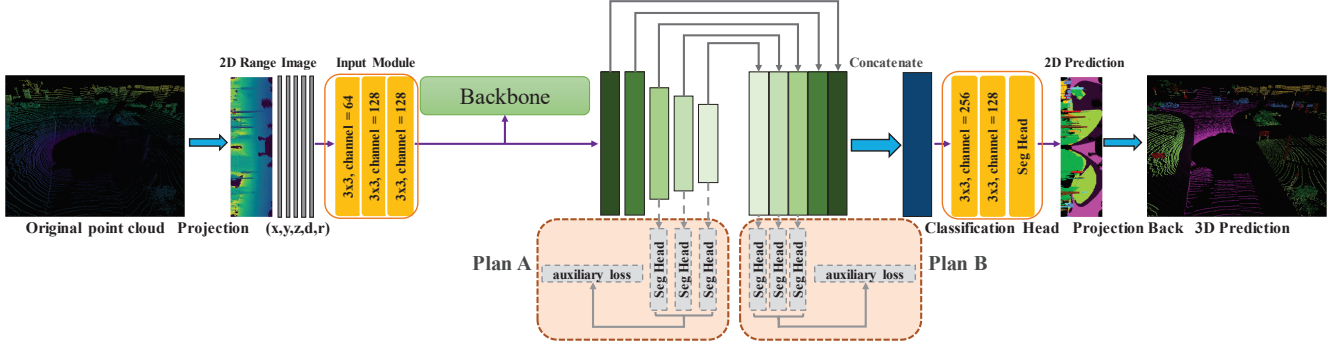 2D Range Image
Input Module
3x3, channel = 64
3x3, channel = 128
3x3, channel = 128
Backbone
Concatenate
3x3, channel = 256
3x3, channel = 128
Seg Head
2D Prediction
Original point cloud
Projection
(x,y,z,d,r)
Classification Head
Projection Back
3D Prediction
Plan A
auxiliary loss
Seg Head
Seg Head
Seg Head
Seg Head
Seg Head
Seg Head
auxiliary loss
Plan B